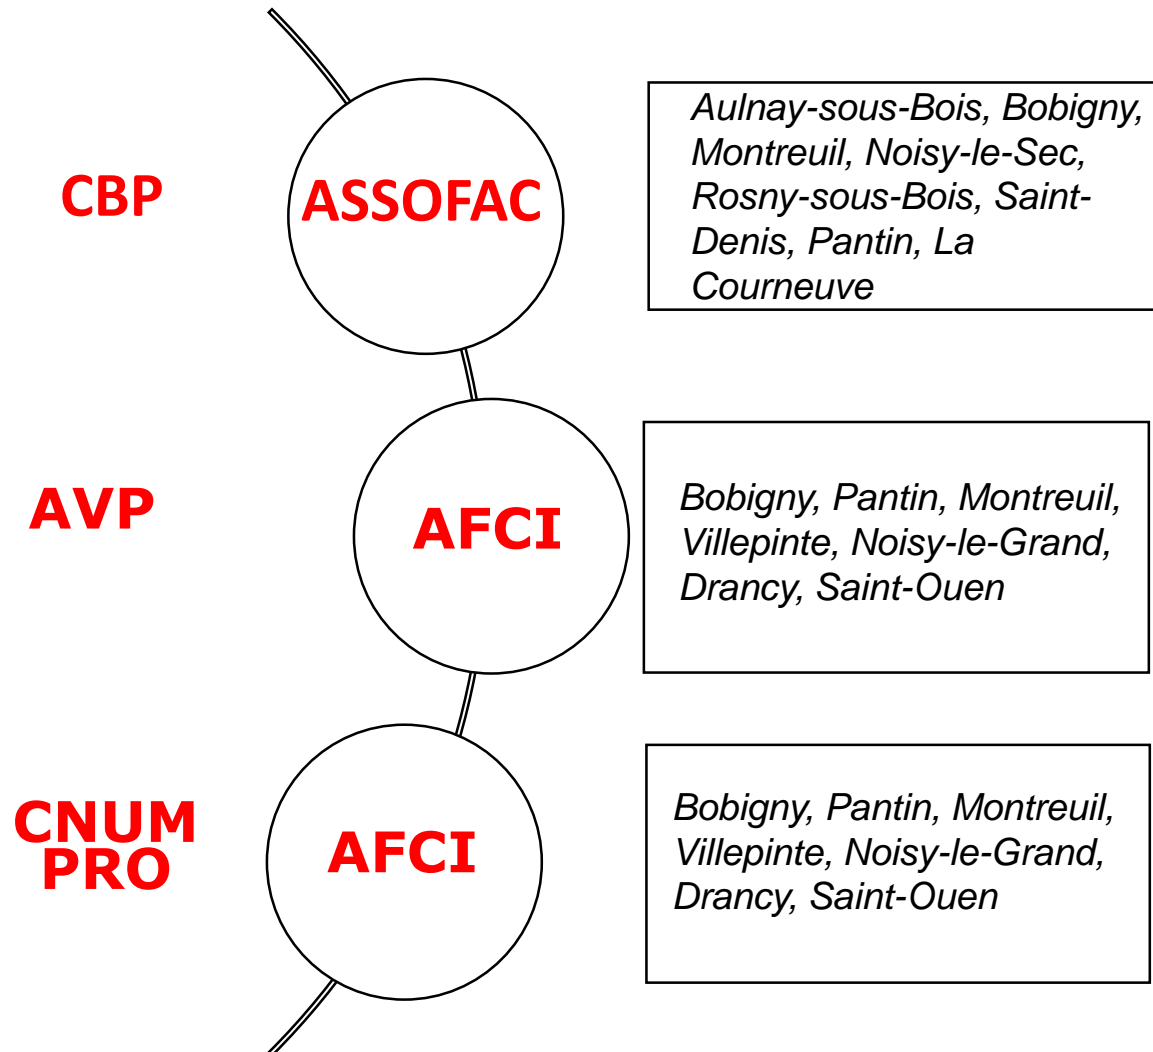 CBP
ASSOFAC
Aulnay-sous-Bois, Bobigny,
Montreuil, Noisy-le-Sec,
Rosny-sous-Bois, Saint-
Denis, Pantin, La
Courneuve
AVP
AFCI
Bobigny, Pantin, Montreuil,
Villepinte, Noisy-le-Grand,
Drancy, Saint-Ouen
CNUM
PRO
AFCI
Bobigny, Pantin, Montreuil,
Villepinte, Noisy-le-Grand,
Drancy, Saint-Ouen